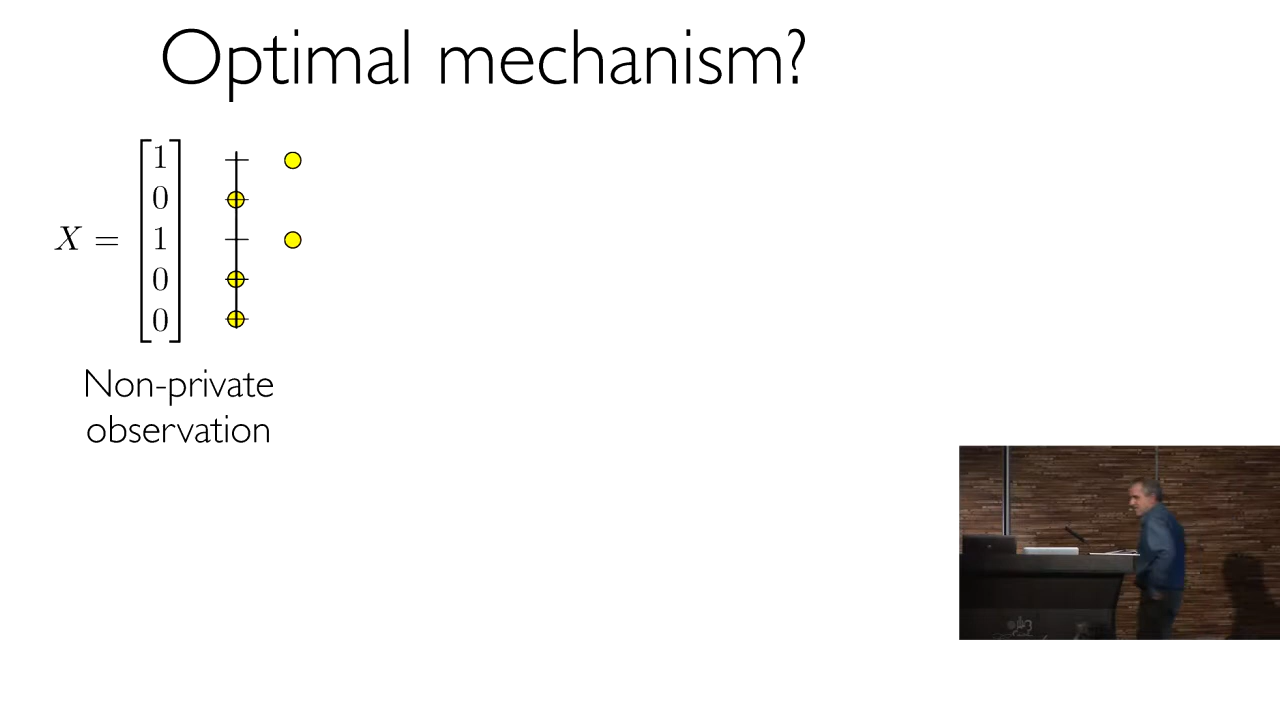 Optimal mechanism?
X = [1 0 1 0 0]
Non-private
observation